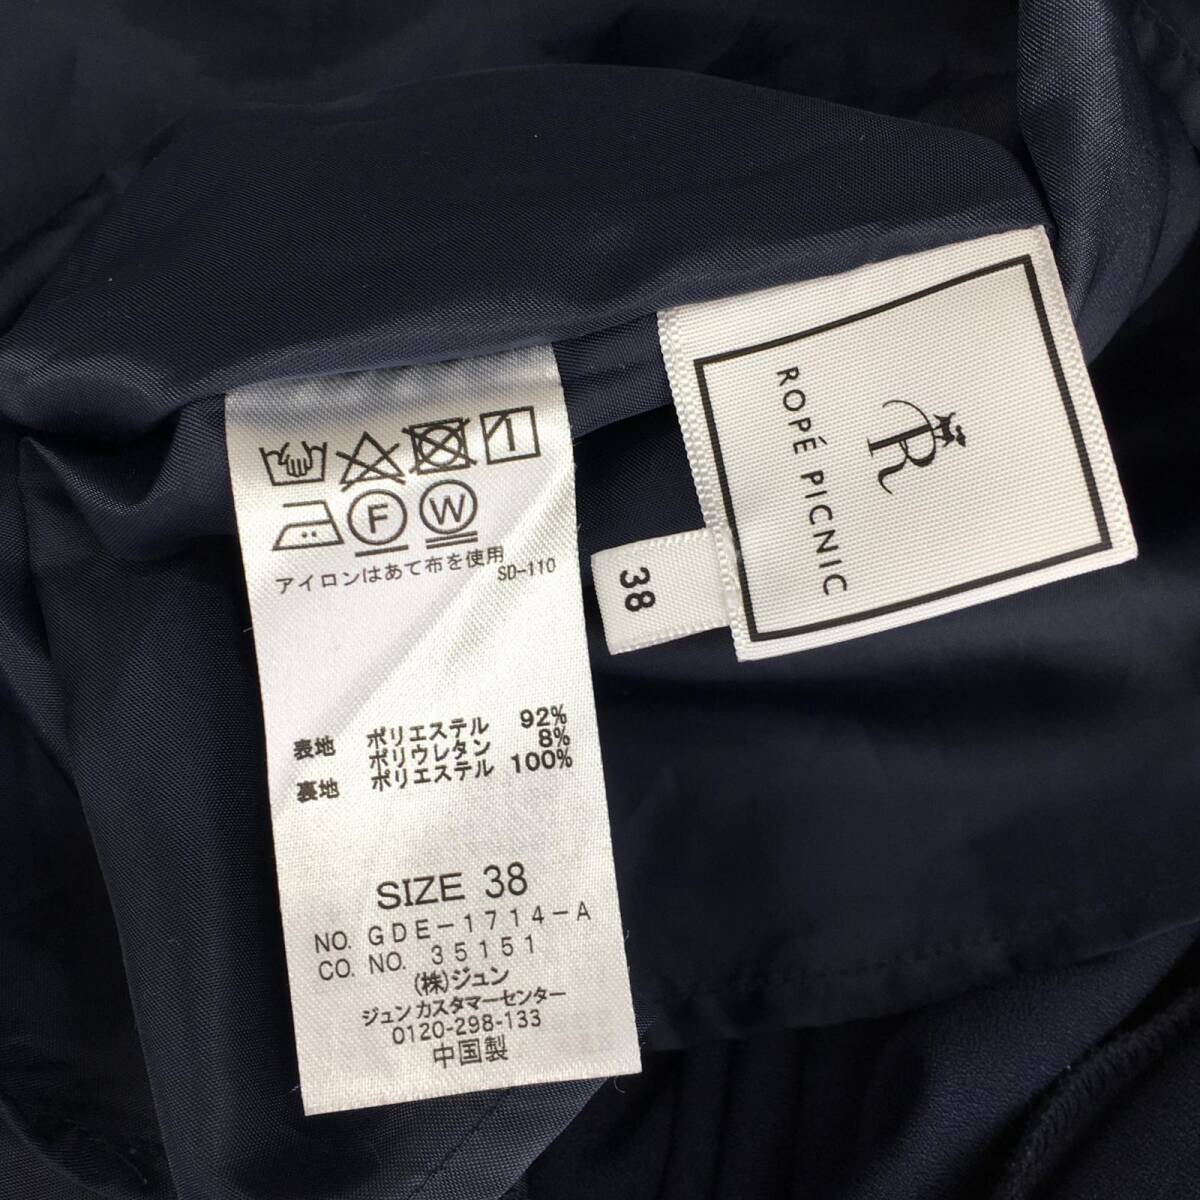 F W
アイロンはあて布を使用
SD-110
表地 ポリエステル 92%
ポリウレタン 8%
裏地 ポリエステル 100%
SIZE 38
NO. GDE-1714-A
CO. NO. 35151
(株)ジュン
ジュン カスタマーセンター
0120-298-133
中国製
R
ROPÉ PICNIC
38